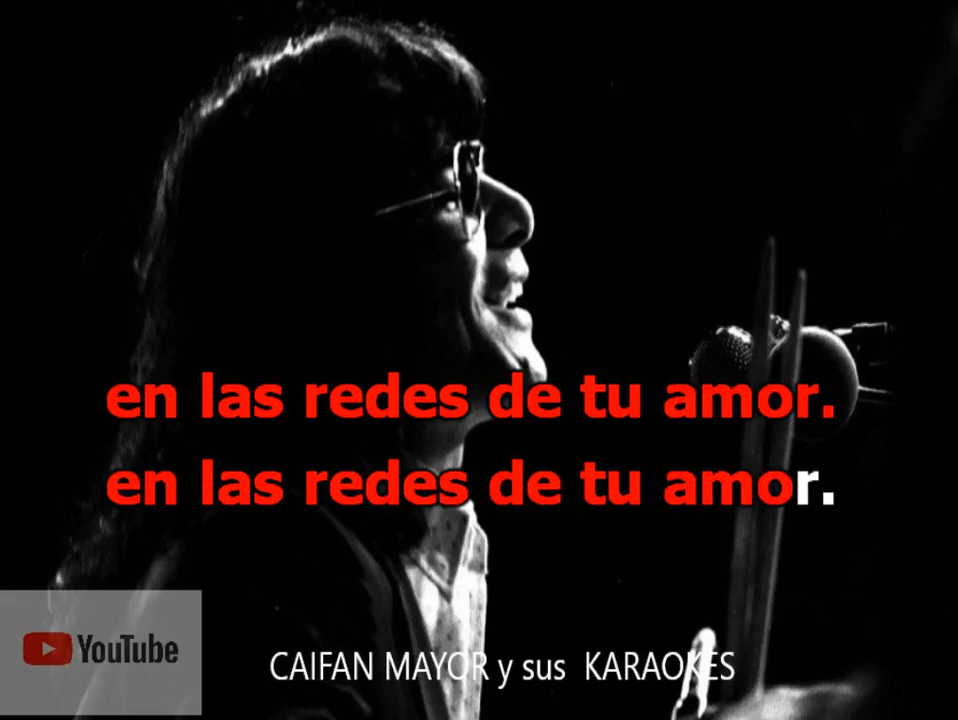 en las redes de tu amor.
en las redes de tu amor.
YouTube
CAIFAN MAYOR y sus KARAOKES